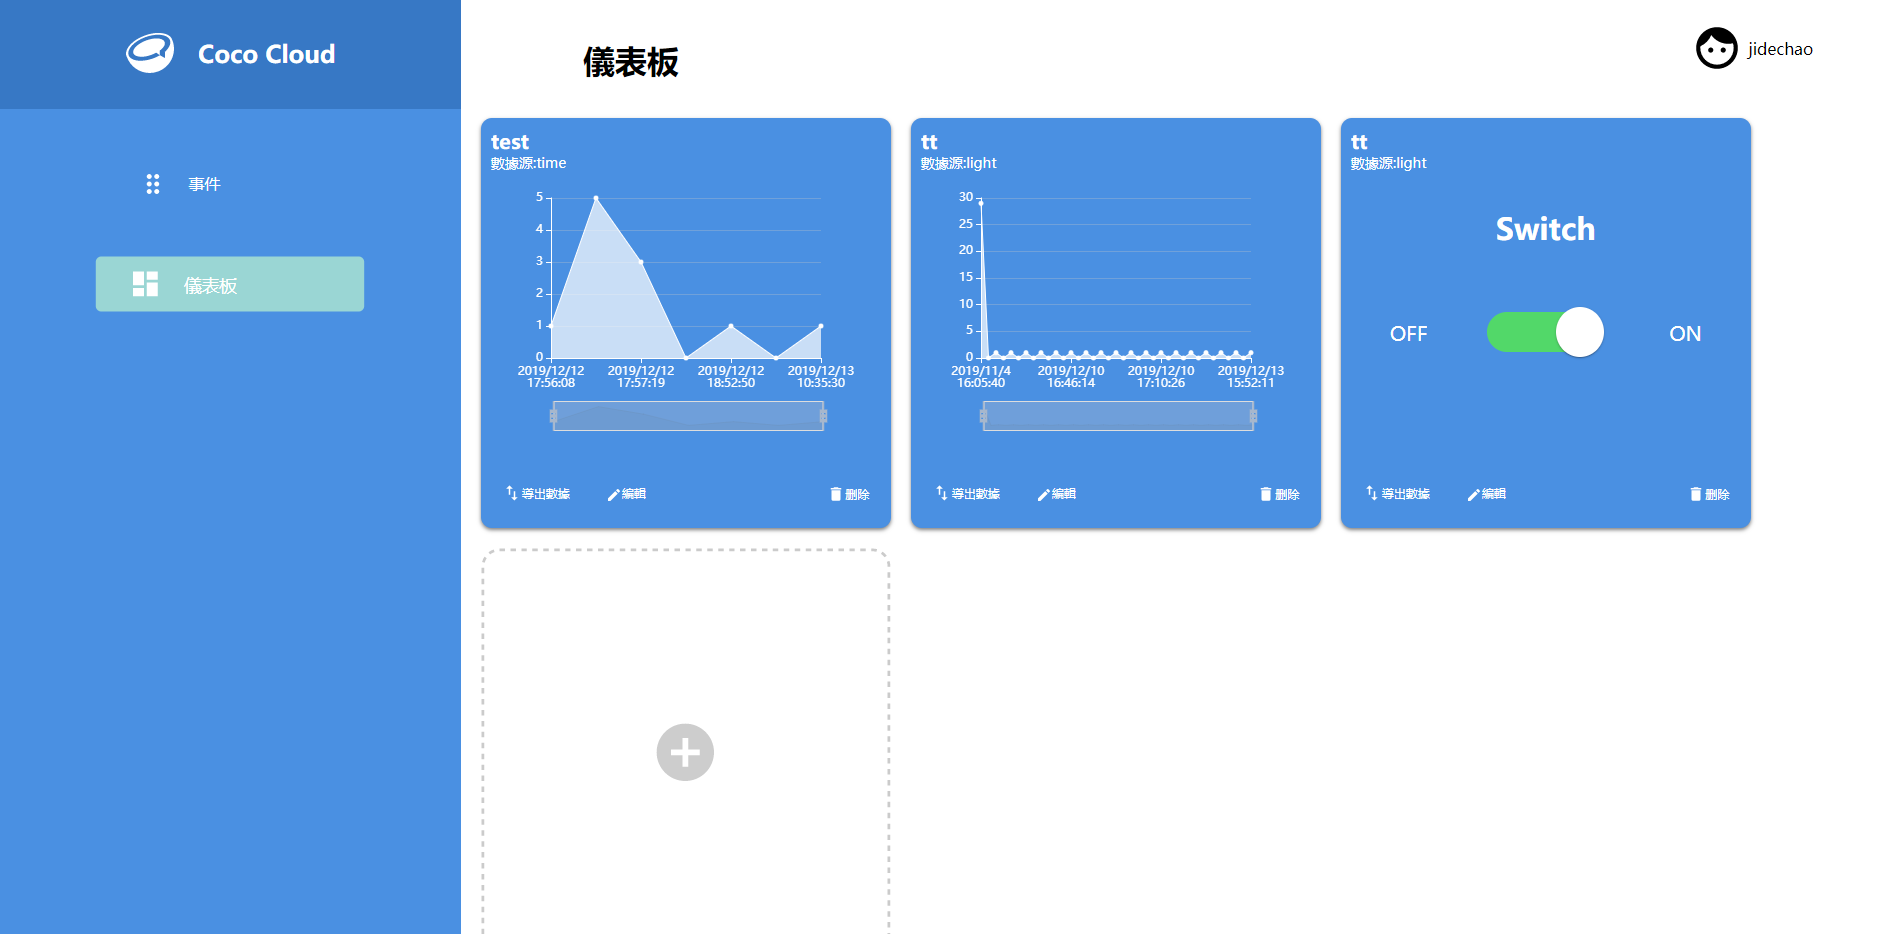 Coco Cloud
事件
儀表板
儀表板
jidechao
test
數據源:time
5
4
3
2
1
0
2019/12/12
17:56:08
2019/12/12
17:57:19
2019/12/12
18:52:50
2019/12/13
10:35:30
導出數據
編輯
刪除
tt
數據源:light
30
25
20
15
10
5
0
2019/11/4
16:05:40
2019/12/10
16:46:14
2019/12/10
17:10:26
2019/12/13
15:52:11
導出數據
編輯
刪除
tt
數據源:light
Switch
OFF
ON
導出數據
編輯
刪除